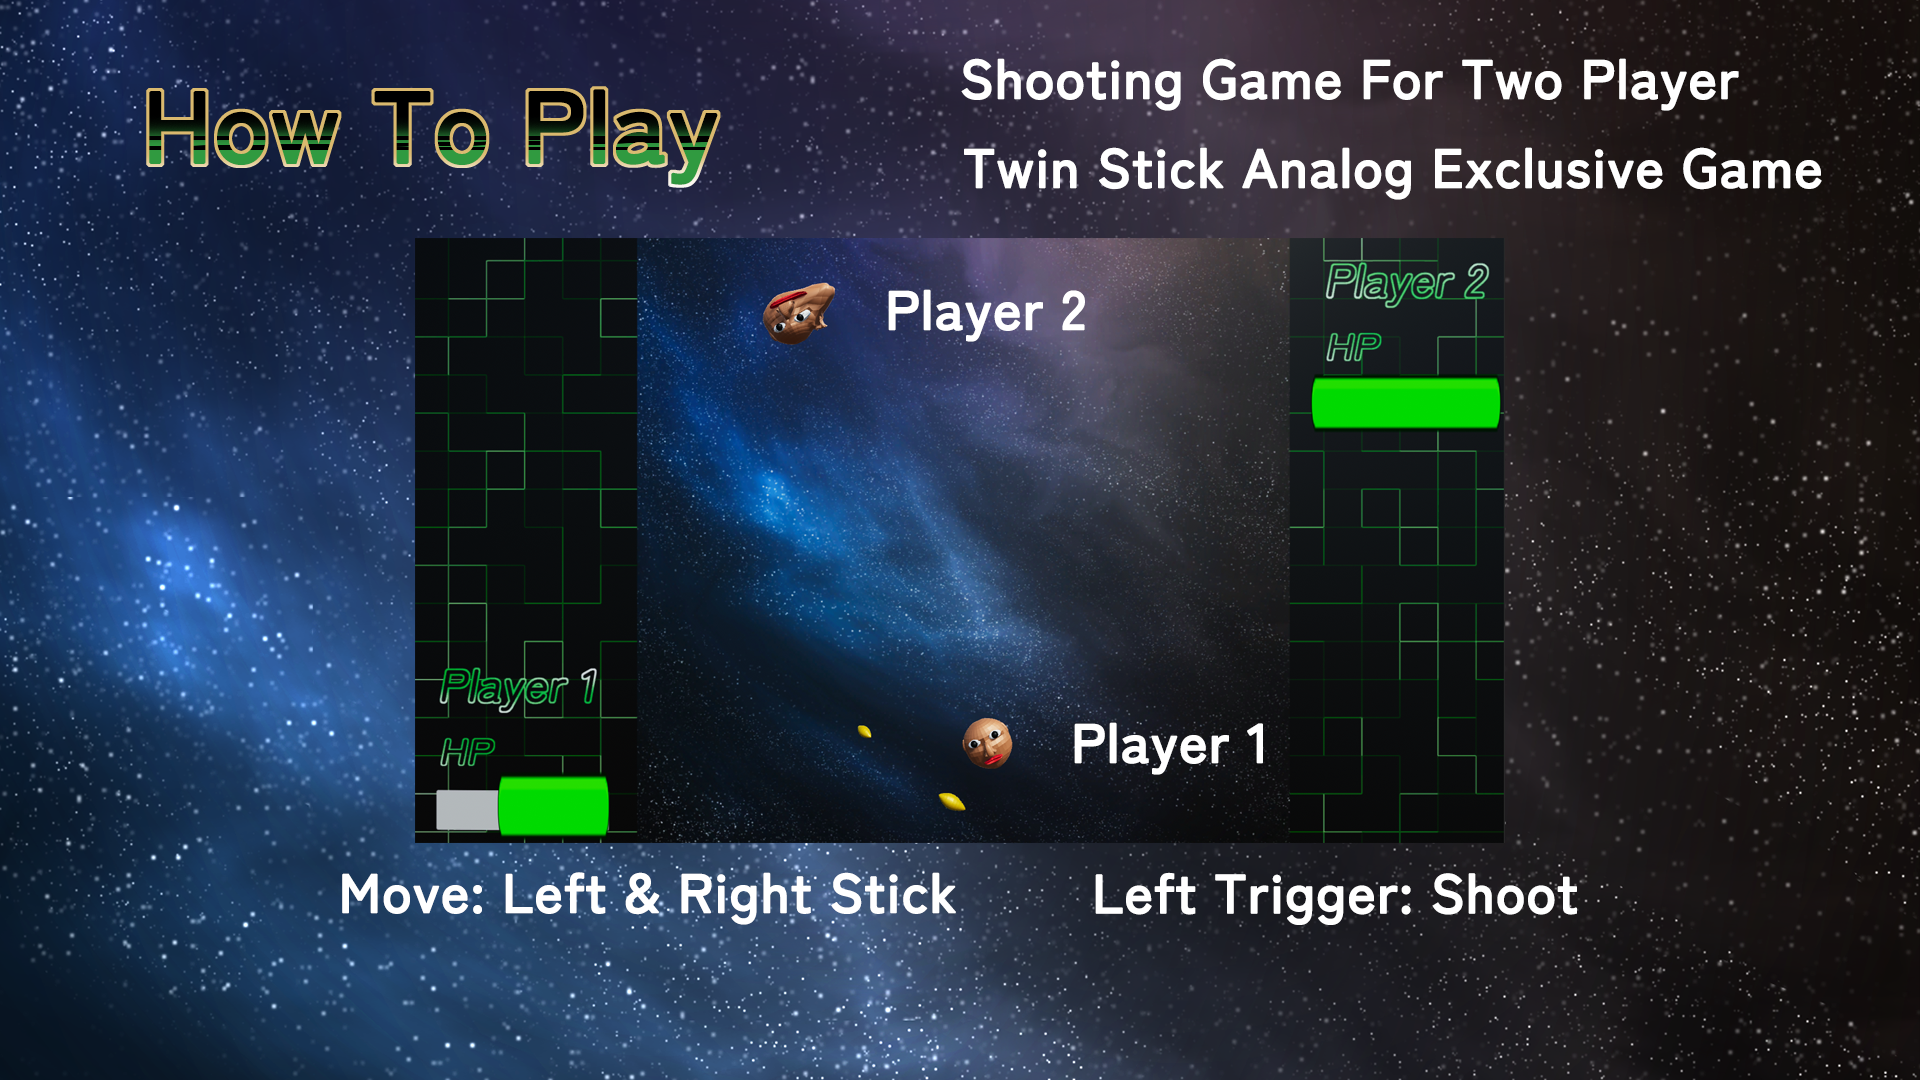 How To Play
Shooting Game For Two Player
Twin Stick Analog Exclusive Game
Player 2
Player 2
HP
Player 1
HP
Player 1
Move: Left & Right Stick
Left Trigger: Shoot